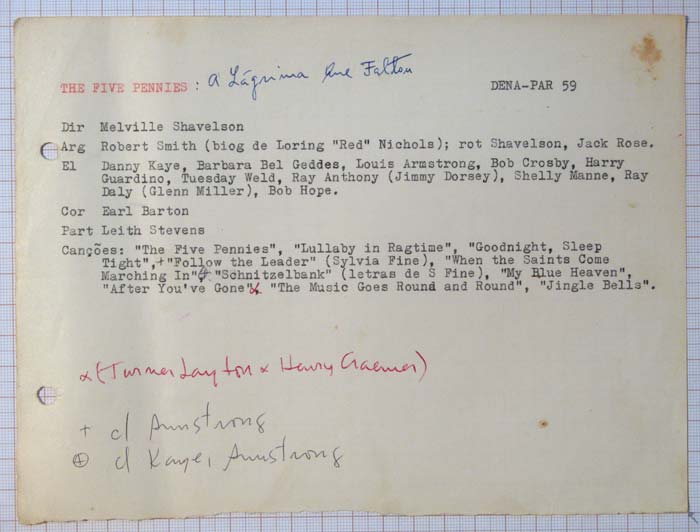 THE FIVE PENNIES : A Lágrima Que Faltou DENA-PAR 59
Dir Melville Shavelson
Arg Robert Smith (biog de Loring "Red" Nichols); rot Shavelson, Jack Rose.
El Danny Kaye, Barbara Bel Geddes, Louis Armstrong, Bob Crosby, Harry
Guardino, Tuesday Weld, Ray Anthony (Jimmy Dorsey), Shelly Manne, Ray
Daly (Glenn Miller), Bob Hope.
Cor Earl Barton
Part Leith Stevens
Canções: "The Five Pennies", "Lullaby in Ragtime", "Goodnight, Sleep
Tight",+"Follow the Leader" (Sylvia Fine), "When the Saints Come
Marching In"⊕ "Schnitzelbank" (letras de S Fine), "My Blue Heaven",
"After You've Gone"α "The Music Goes Round and Round", "Jingle Bells".
α (Turner Layton α Henry Craemer)
+ cl Armstrong
⊕ cl Kaye, Armstrong